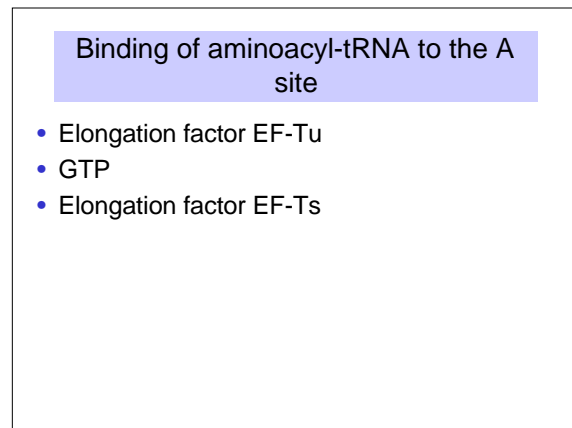 Binding of aminoacyl-tRNA to the A
site
• Elongation factor EF-Tu
• GTP
• Elongation factor EF-Ts